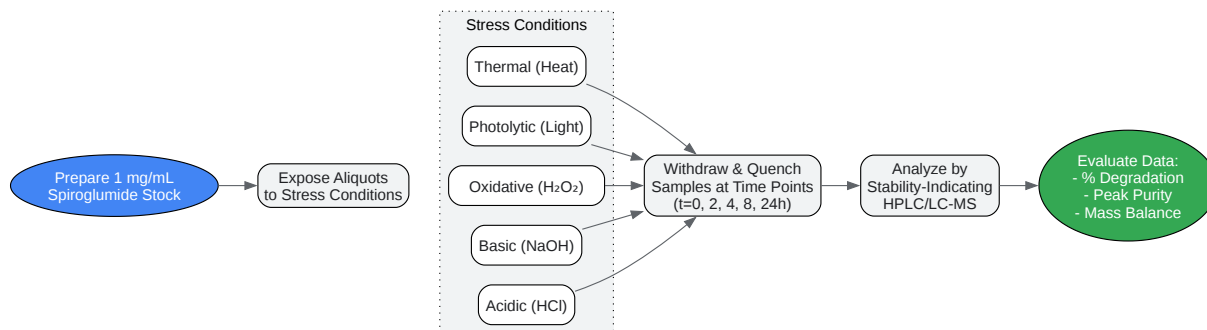 Prepare 1 mg/mL
Spiroglumide Stock
Expose Aliquots
to Stress Conditions
Stress Conditions
Thermal (Heat)
Photolytic (Light)
Oxidative (H₂O₂)
Basic (NaOH)
Acidic (HCl)
Withdraw & Quench
Samples at Time Points
(t=0, 2, 4, 8, 24h)
Analyze by
Stability-Indicating
HPLC/LC-MS
Evaluate Data:
- % Degradation
- Peak Purity
- Mass Balance